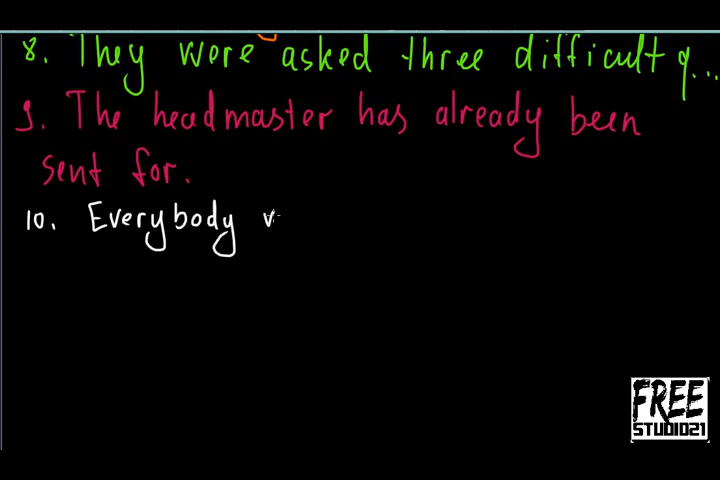 8. They were asked three difficult q...
9. The headmaster has already been
sent for.
10. Everybody
FREE
STUDIO21